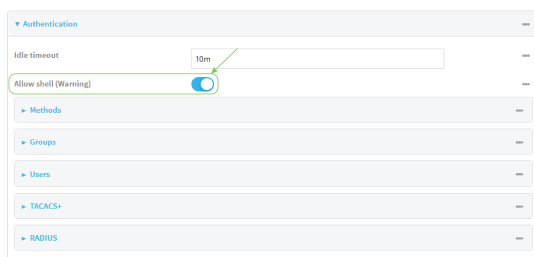 Authentication
Idle timeout
10m
Allow shell (Warning)
Methods
Groups
Users
TACACS+
RADIUS